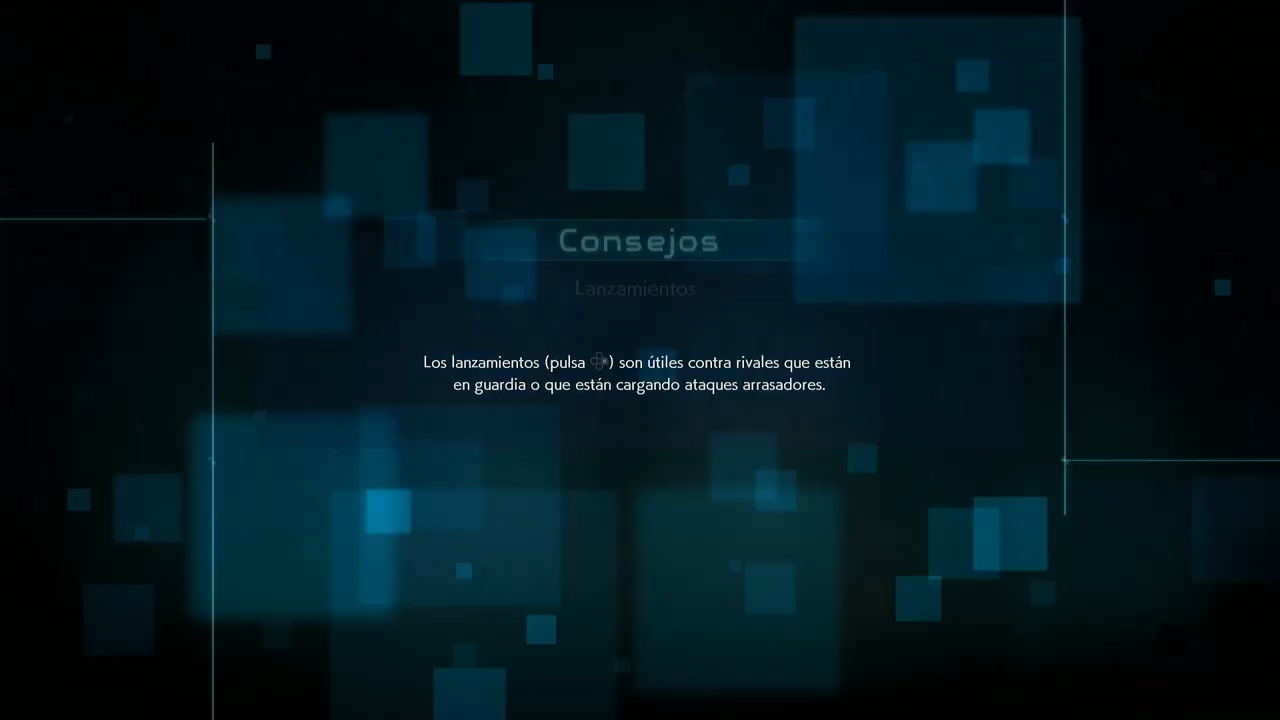 Consejos
Lanzamientos
Los lanzamientos (pulsa ) son útiles contra rivales que están
en guardia o que están cargando ataques arrasadores.